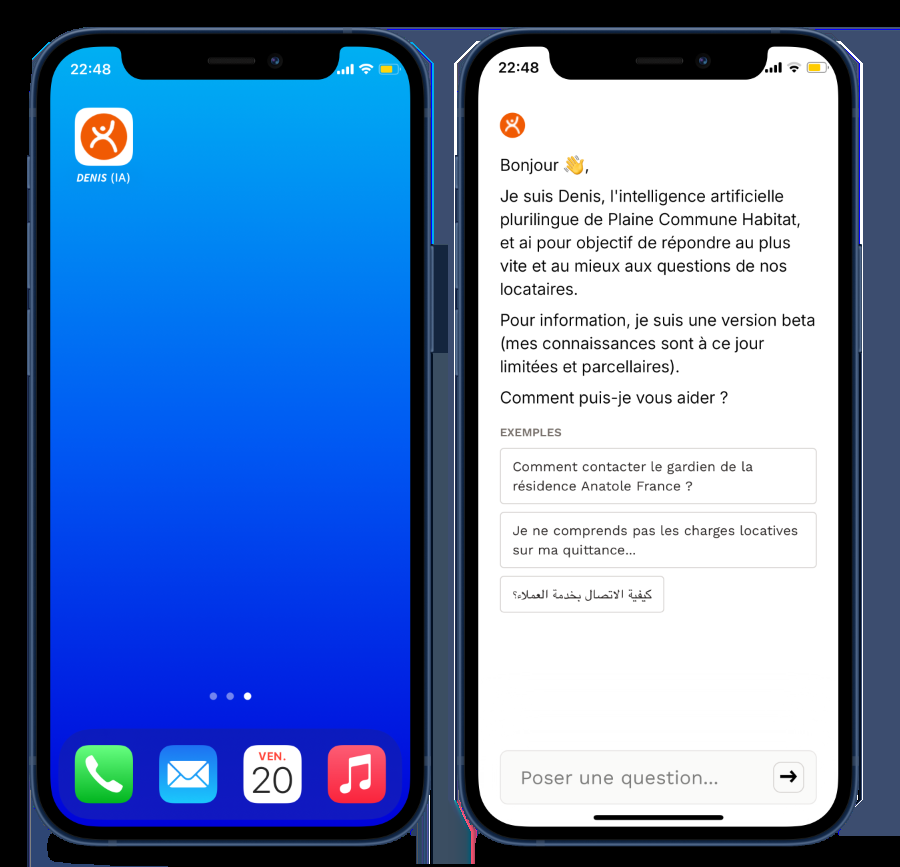 22:48
DENIS (IA)
VEN.
20
22:48
Bonjour 👋,
Je suis Denis, l'intelligence artificielle
plurilingue de Plaine Commune Habitat,
et ai pour objectif de répondre au plus
vite et au mieux aux questions de nos
locataires.
Pour information, je suis une version beta
(mes connaissances sont à ce jour
limitées et parcellaires).
Comment puis-je vous aider ?
EXEMPLES
Comment contacter le gardien de la
résidence Anatole France ?
Je ne comprends pas les charges locatives
sur ma quittance...
كيفية الاتصال بخدمة العملاء؟
Poser une question...